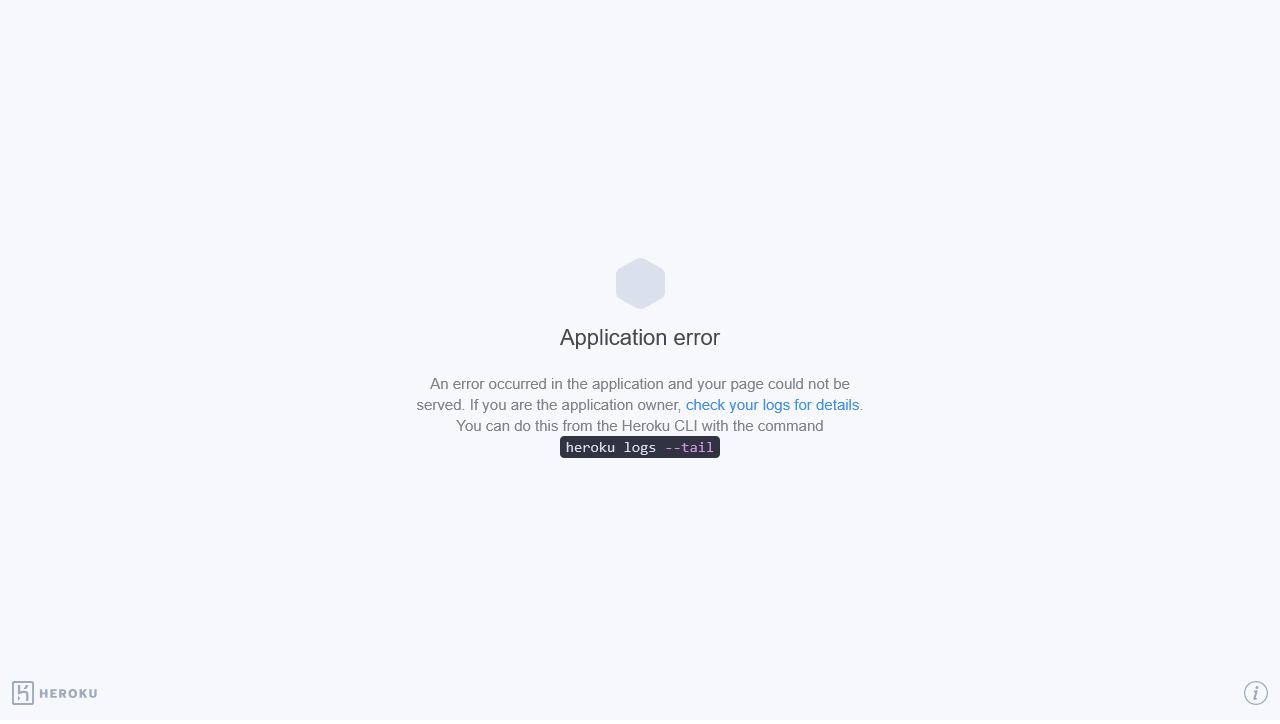 Application error
An error occurred in the application and your page could not be
served. If you are the application owner, check your logs for details.
You can do this from the Heroku CLI with the command
heroku logs --tail
HEROKU
i